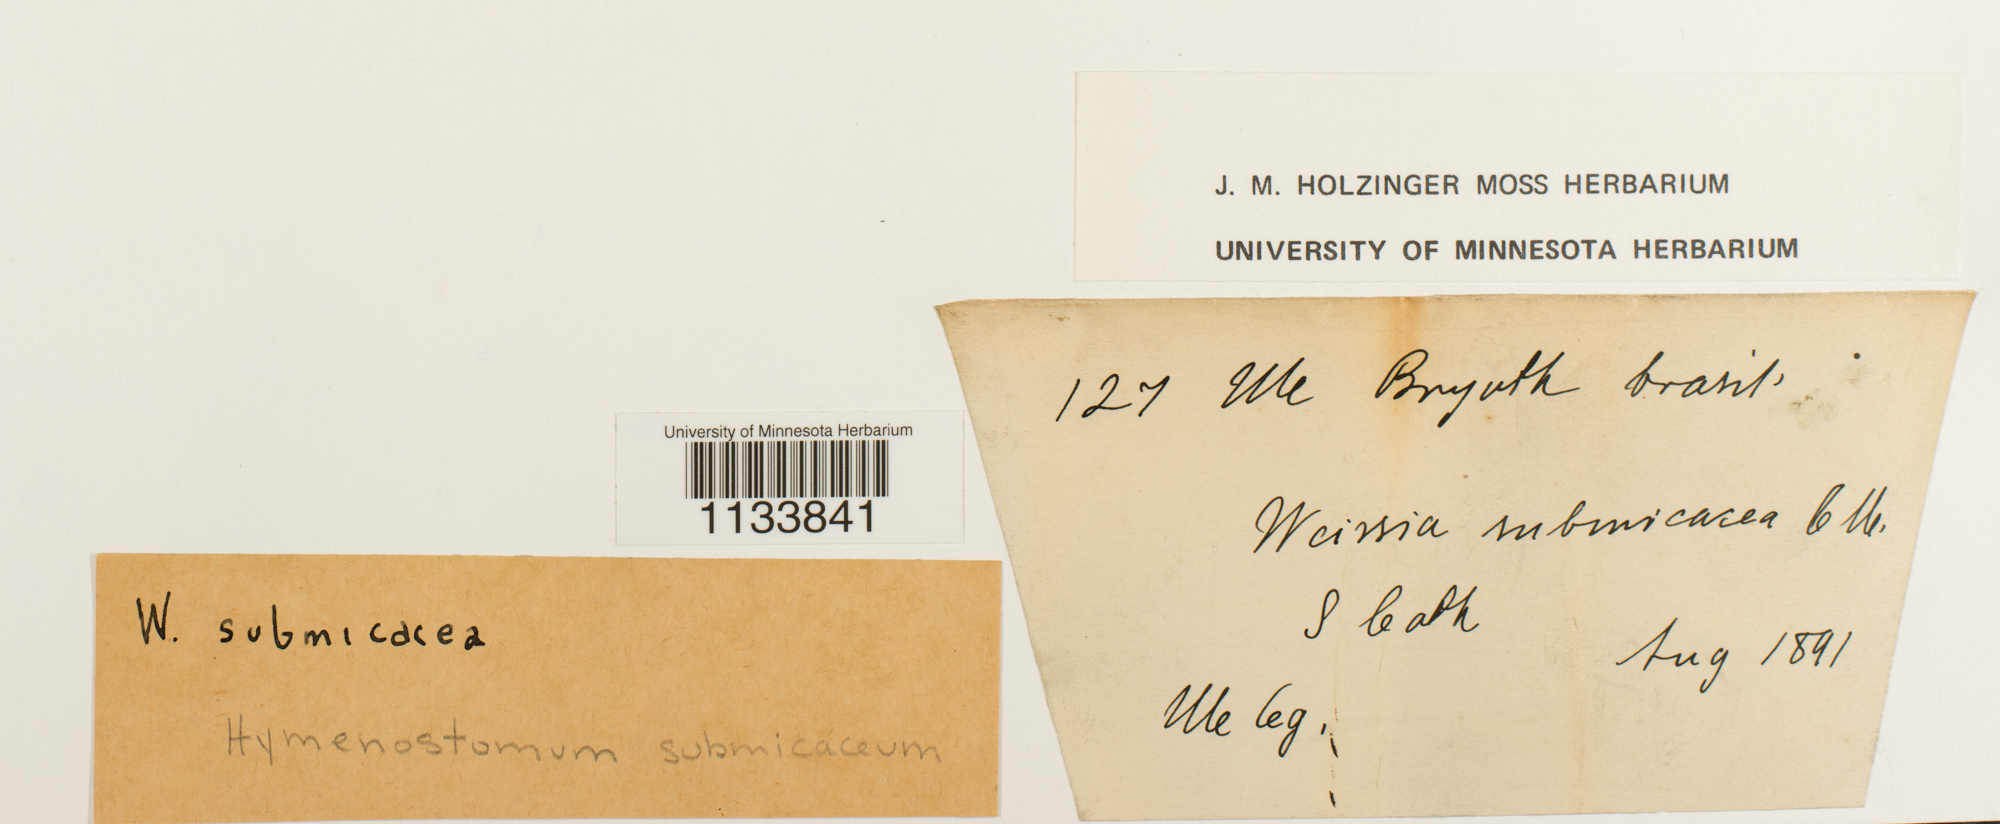 J. M. HOLZINGER MOSS HERBARIUM
UNIVERSITY OF MINNESOTA HERBARIUM
127 Ule Bryoth brasil.
Weissia submicacea C M.
S Cath
Aug 1891
Ule leg.
University of Minnesota Herbarium
1133841
W. submicacea
Hymenostomum submicaceum